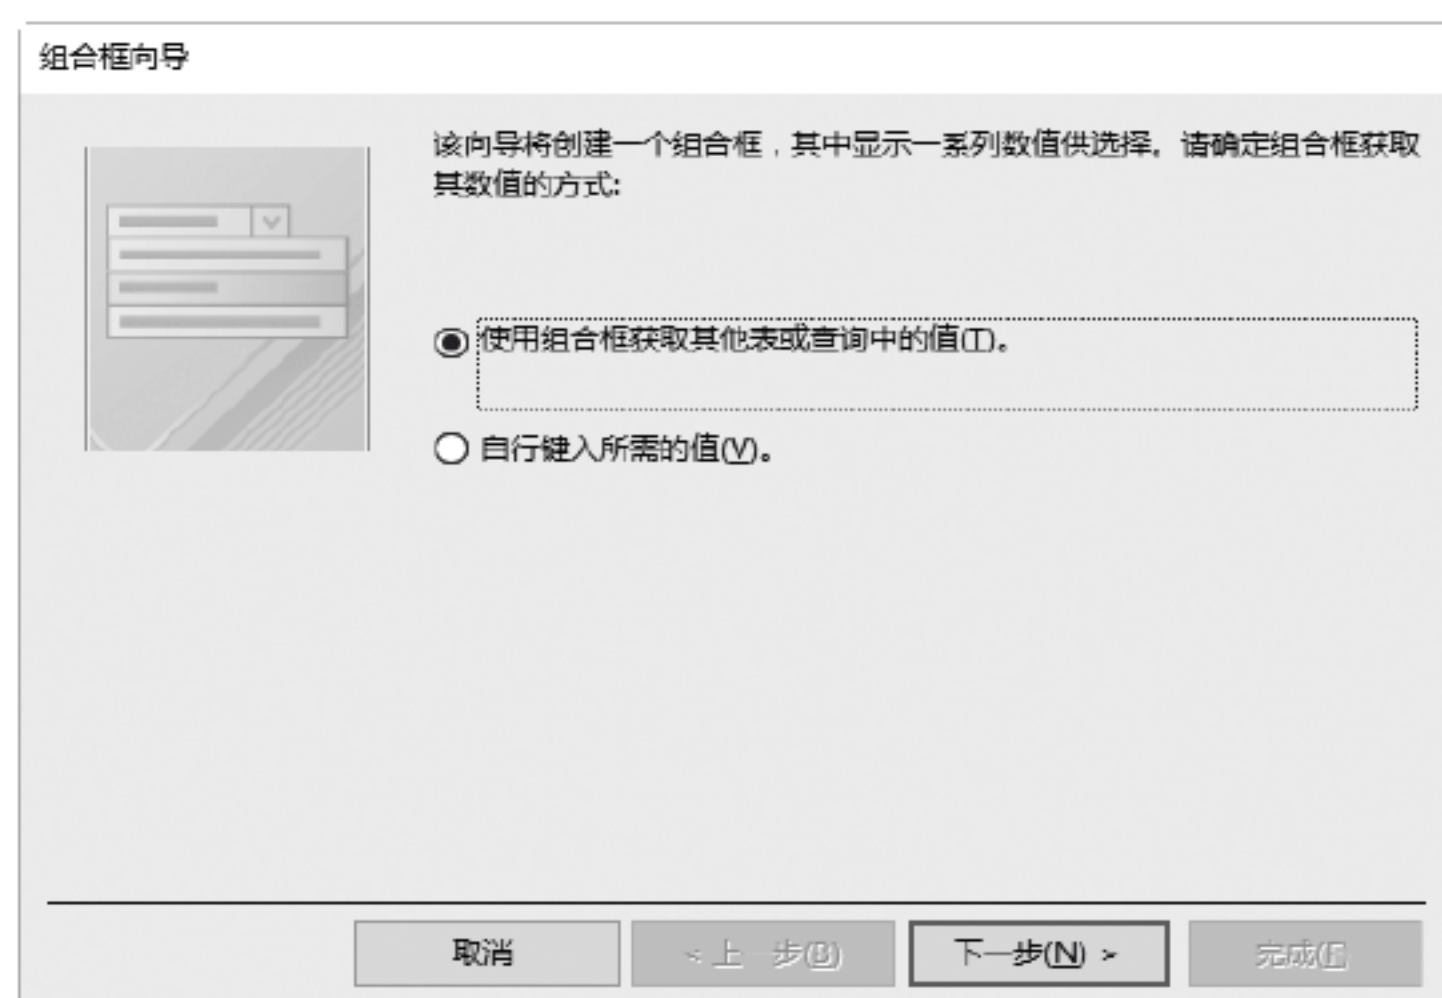 组合框向导
该向导将创建一个组合框，其中显示一系列数值供选择。请确定组合框获取
其数值的方式:
使用组合框获取其他表或查询中的值(T)。
自行键入所需的值(V)。
取消
< 上一步(B)
下一步(N) >
完成(F)